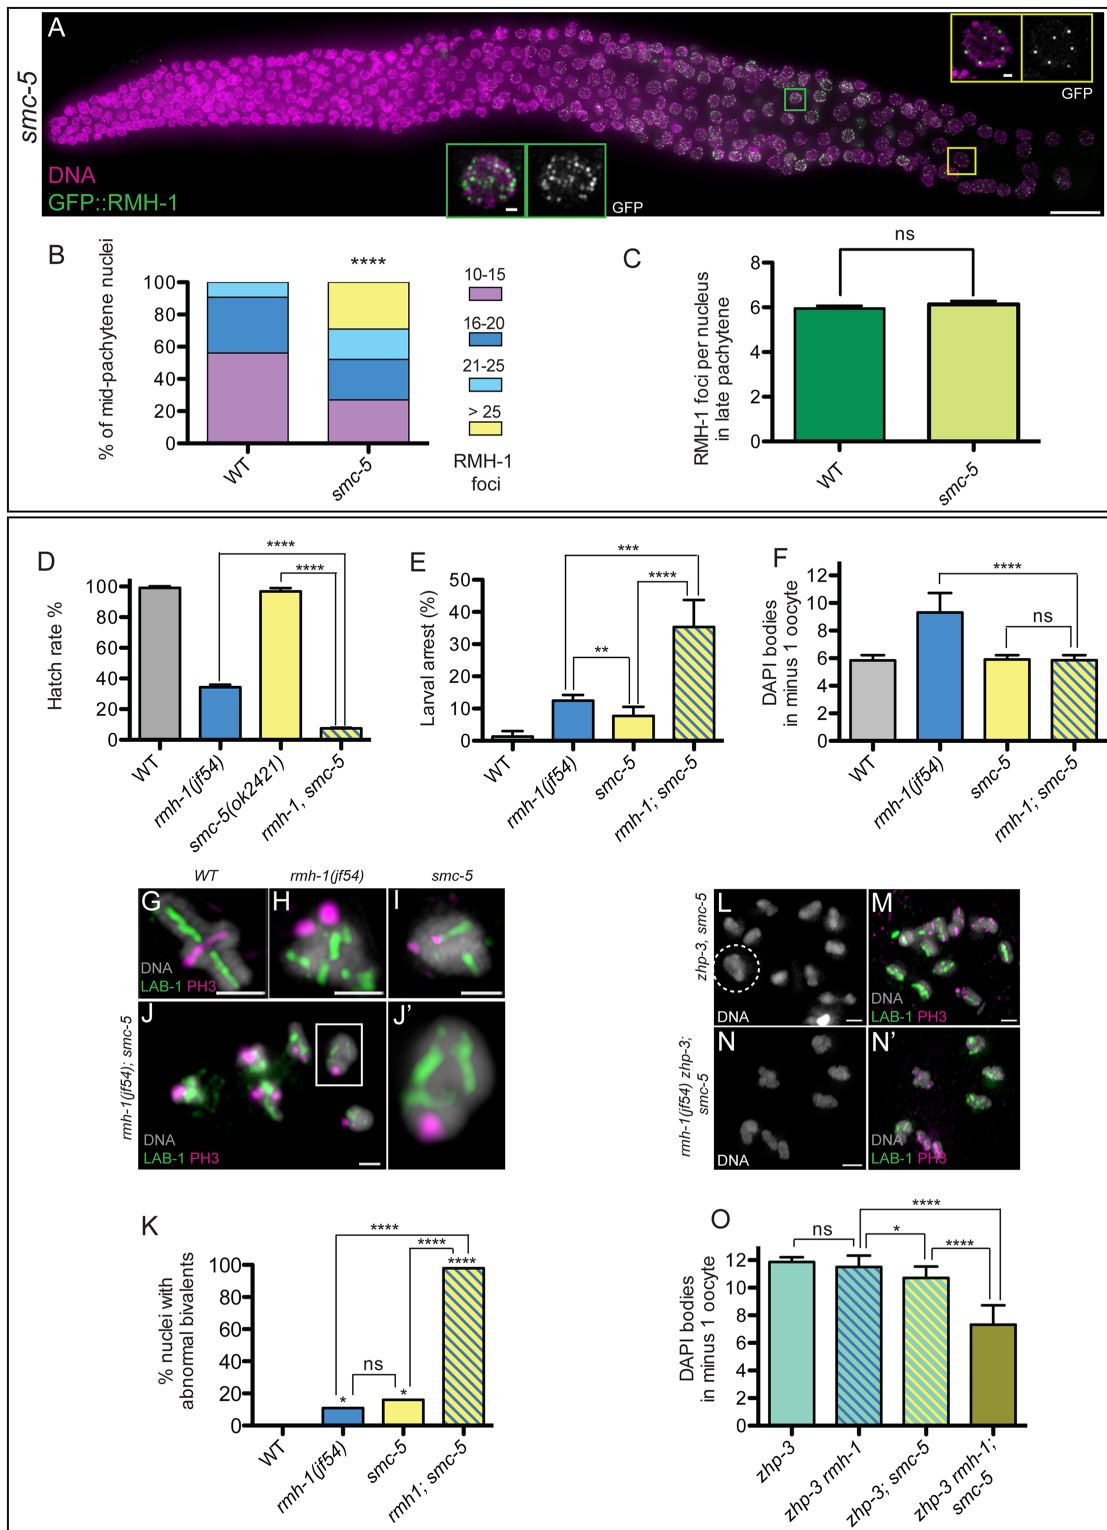 A
smc-5
DNA
GFP::RMH-1
GFP
GFP
B
% of mid-pachytene nuclei
100
80
60
40
20
0
****
WT
smc-5
10-15
16-20
21-25
> 25
RMH-1
foci
C
RMH-1 foci per nucleus
in late pachytene
8
6
4
2
0
ns
WT
smc-5
D
Hatch rate %
100
80
60
40
20
0
****
****
WT
rmh-1(jf54)
smc-5(ok2421)
rmh-1, smc-5
E
Larval arrest (%)
50
40
30
20
10
0
***
****
**
WT
rmh-1(jf54)
smc-5
rmh-1; smc-5
F
DAPI bodies
in minus 1 oocyte
12
10
8
6
4
2
0
****
ns
WT
rmh-1(jf54)
smc-5
rmh-1; smc-5
WT
rmh-1(jf54)
smc-5
G
DNA
LAB-1 PH3
H
I
rmh-1(jf54); smc-5
J
DNA
LAB-1 PH3
J'
zhp-3, smc-5
L
DNA
M
DNA
LAB-1 PH3
rmh-1(jf54) zhp-3;
smc-5
N
DNA
N'
DNA
LAB-1 PH3
K
% nuclei with
abnormal bivalents
100
80
60
40
20
0
****
****
****
ns
*
*
WT
rmh-1(jf54)
smc-5
rmh1; smc-5
O
DAPI bodies
in minus 1 oocyte
12
10
8
6
4
2
0
****
ns
*
****
zhp-3
zhp-3 rmh-1
zhp-3; smc-5
zhp-3 rmh-1;
smc-5